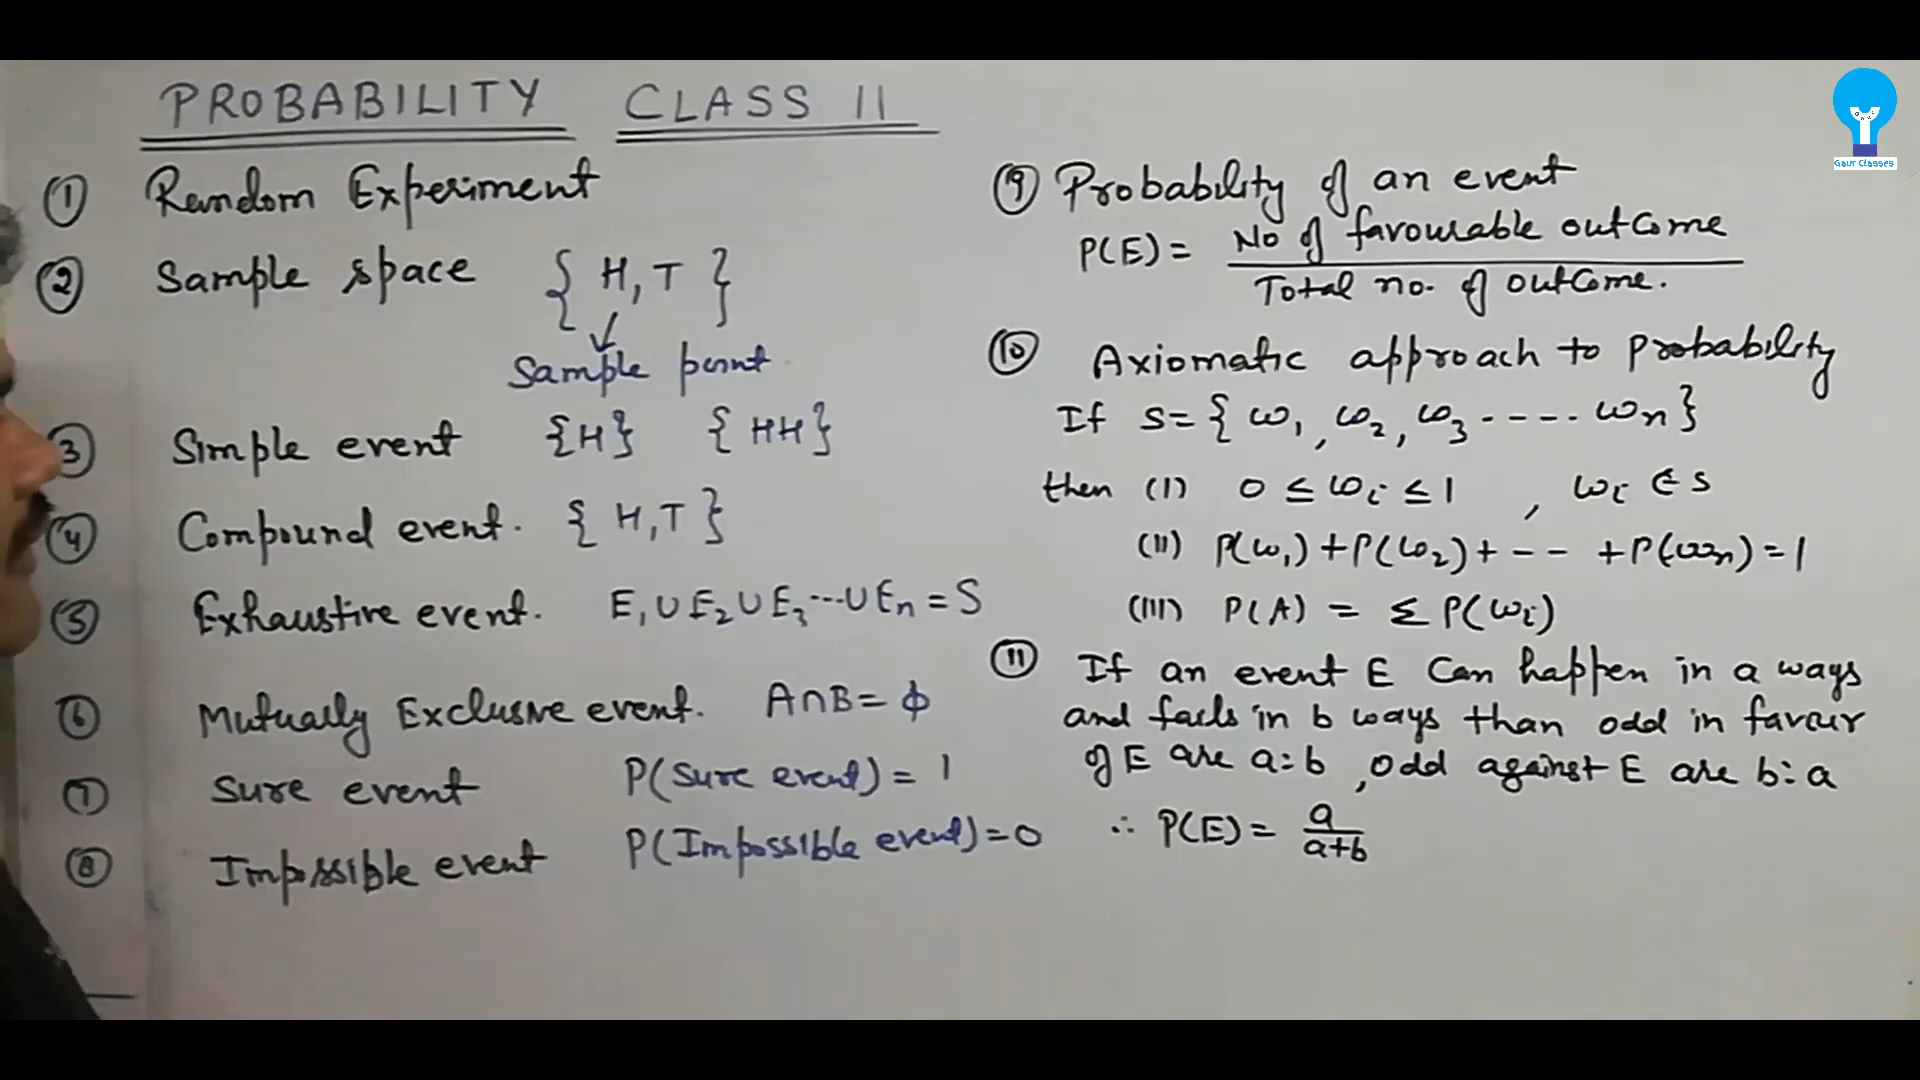 PROBABILITY CLASS 11
① Random Experiment
② Sample space { H, T }
Sample point
③ Simple event {H} {HH}
④ Compound event. { H, T }
⑤ Exhaustive event. E₁ ∪ E₂ ∪ E₃ ... ∪ Eₙ = S
⑥ Mutually Exclusive event. A∩B = ϕ
⑦ Sure event P(Sure event) = 1
⑧ Impossible event P(Impossible event) = 0
⑨ Probability of an event
P(E) = No of favourable outcome / Total no. of outcome.
⑩ Axiomatic approach to Probability
If S = { ω₁, ω₂, ω₃ ----- ωₙ }
then (I) 0 ≤ ωᵢ ≤ 1 , ωᵢ ∈ S
(II) P(ω₁) + P(ω₂) + -- + P(ωₙ) = 1
(III) P(A) = Σ P(ωᵢ)
⑪ If an event E Can happen in a ways
and fails in b ways than odd in favour
of E are a:b , odd against E are b:a
∴ P(E) = a / a+b
Gaur Classes